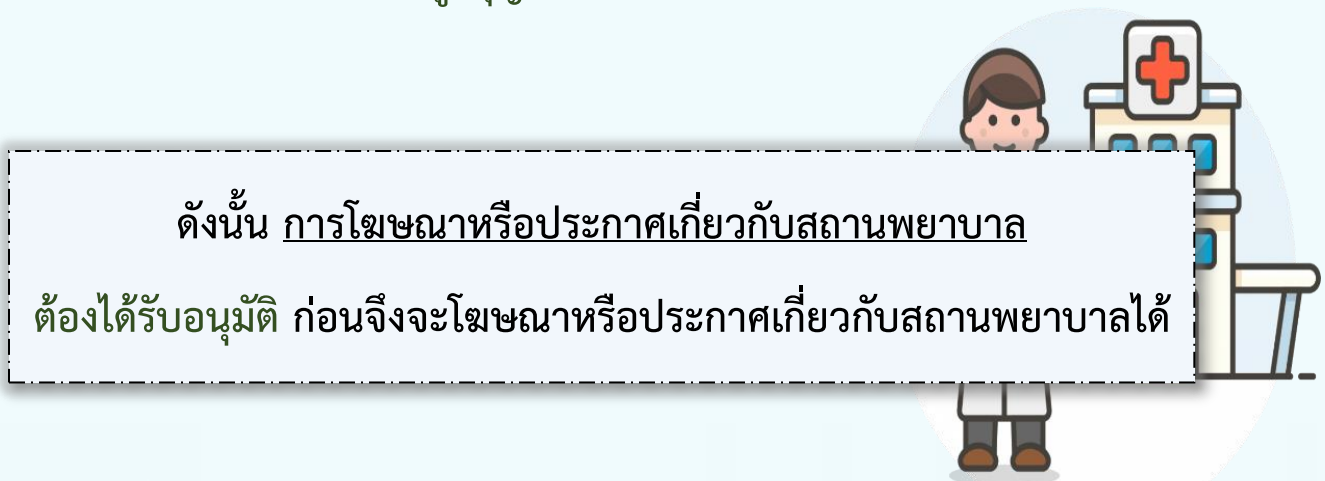 ดังนั้น การโฆษณาหรือประกาศเกี่ยวกับสถานพยาบาล
ต้องได้รับอนุมัติ ก่อนจึงจะโฆษณาหรือประกาศเกี่ยวกับสถานพยาบาลได้